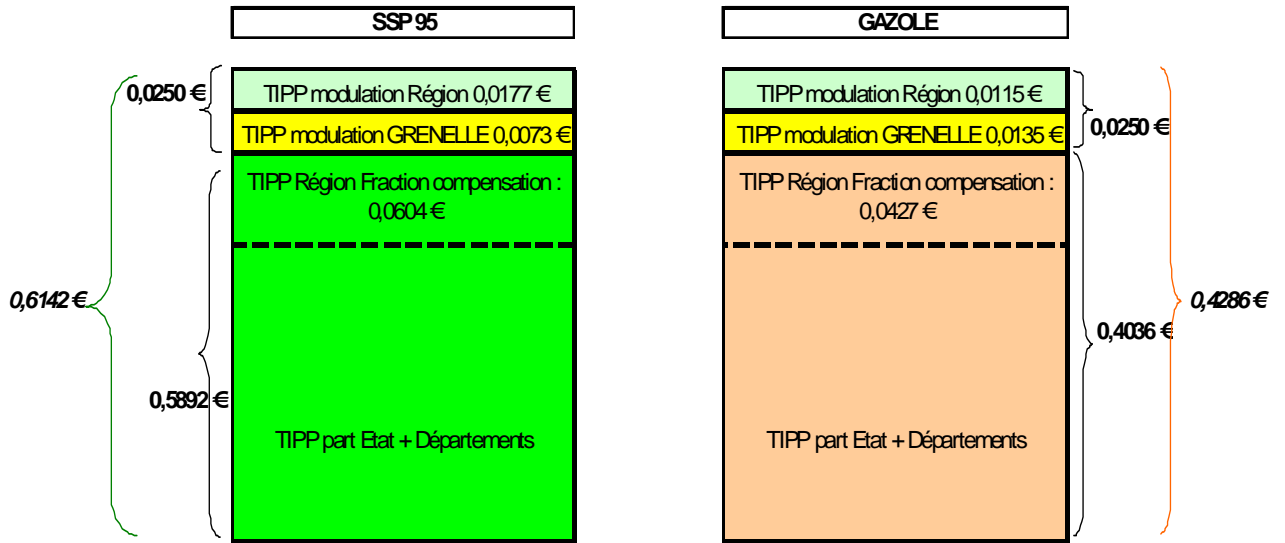 SSP 95
GAZOLE
0,0250 €
TIPP modulation Région 0,0177 €
TIPP modulation Région 0,0115 €
TIPP modulation GRENELLE 0,0073 €
TIPP modulation GRENELLE 0,0135 €
0,0250 €
TIPP Région Fraction compensation :
0,0604 €
TIPP Région Fraction compensation :
0,0427 €
0,6142 €
0,4286 €
0,4036 €
0,5892 €
TIPP part Etat + Départements
TIPP part Etat + Départements